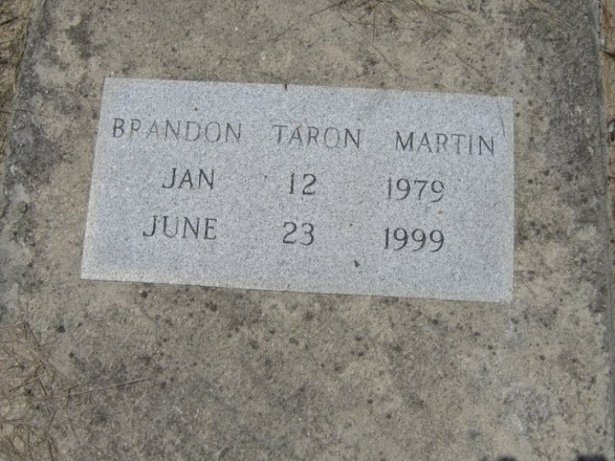 BRANDON TARON MARTIN
JAN 12 1979
JUNE 23 1999